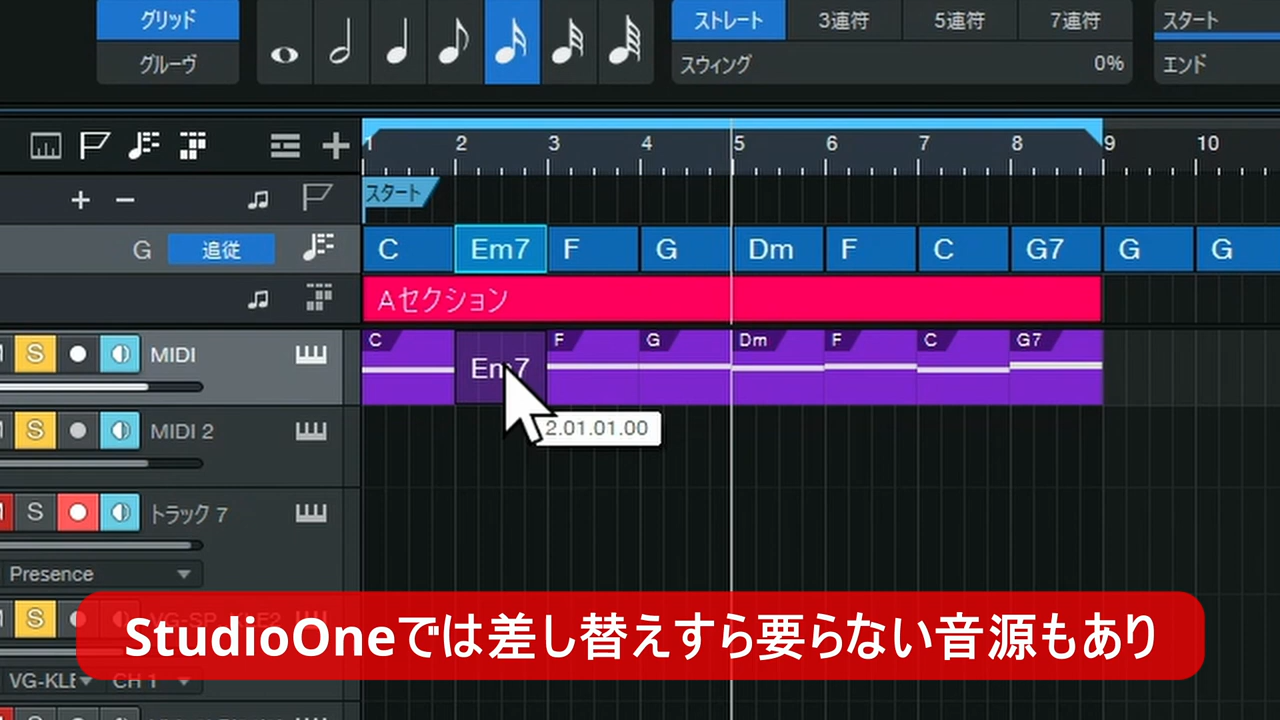 グリッド
グルーヴ
ストレート 3連符 5連符 7連符
スウィング 0%
スタート
エンド
1 2 3 4 5 6 7 8 9 10
スタート
G 追従
C Em7 F G Dm F C G7 G G
Aセクション
S MIDI
C Em7 F G Dm F C G7
2.01.01.00
S MIDI 2
S トラック 7
Presence
S VG-SP_KLE2
StudioOneでは差し替えすら要らない音源もあり
VG-KLE CH 1